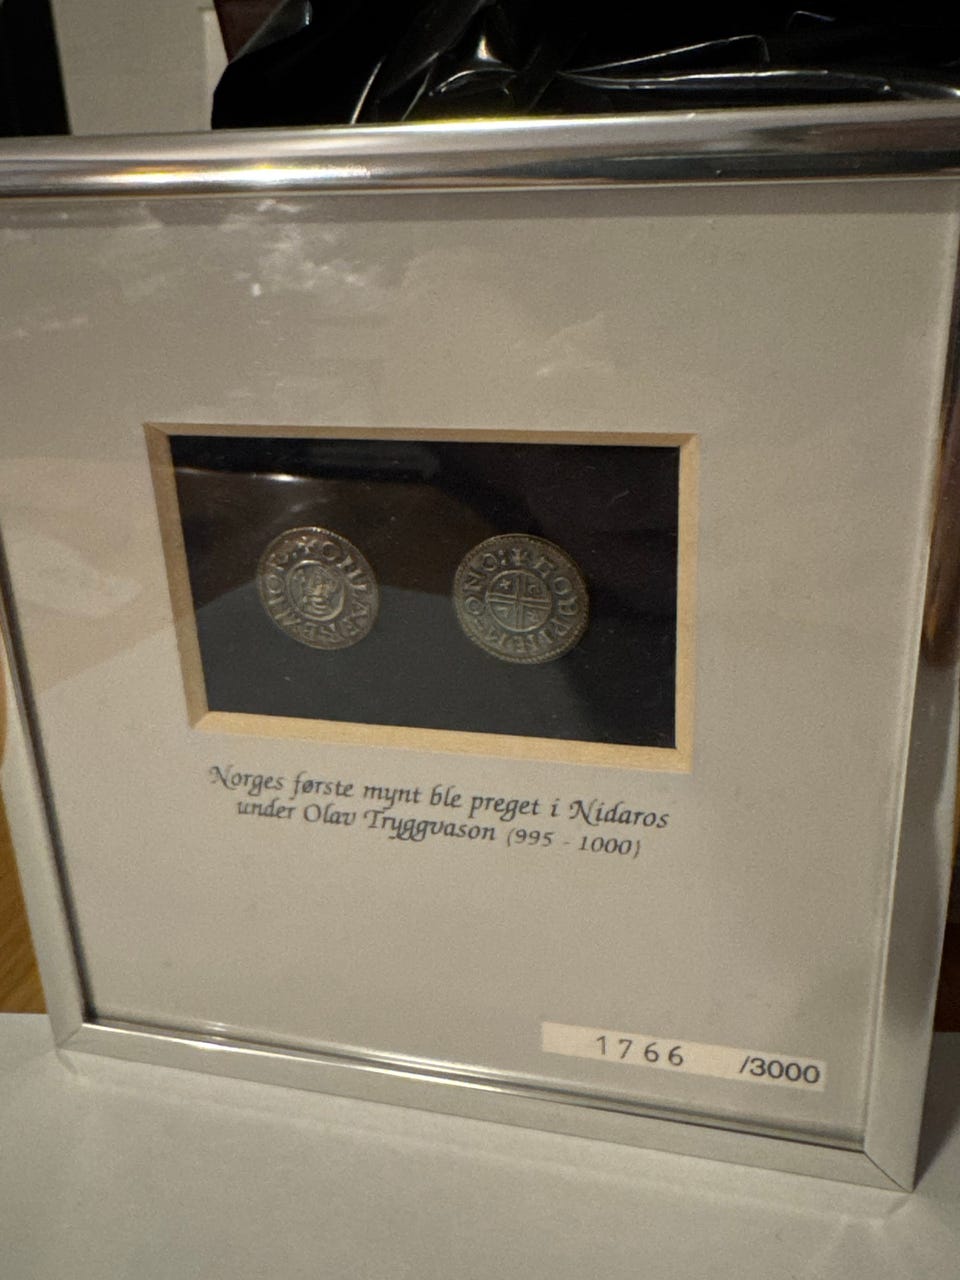 Norges første mynt ble preget i Nidaros
under Olav Tryggvason (995 - 1000)
1766 /3000